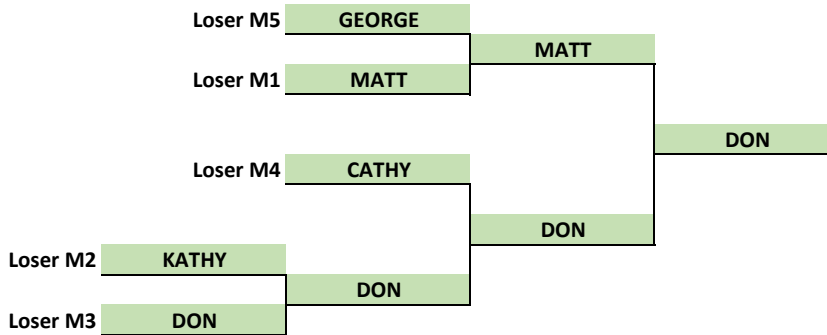 Loser M5 GEORGE
MATT
Loser M1 MATT
DON
Loser M4 CATHY
DON
Loser M2 KATHY
DON
Loser M3 DON